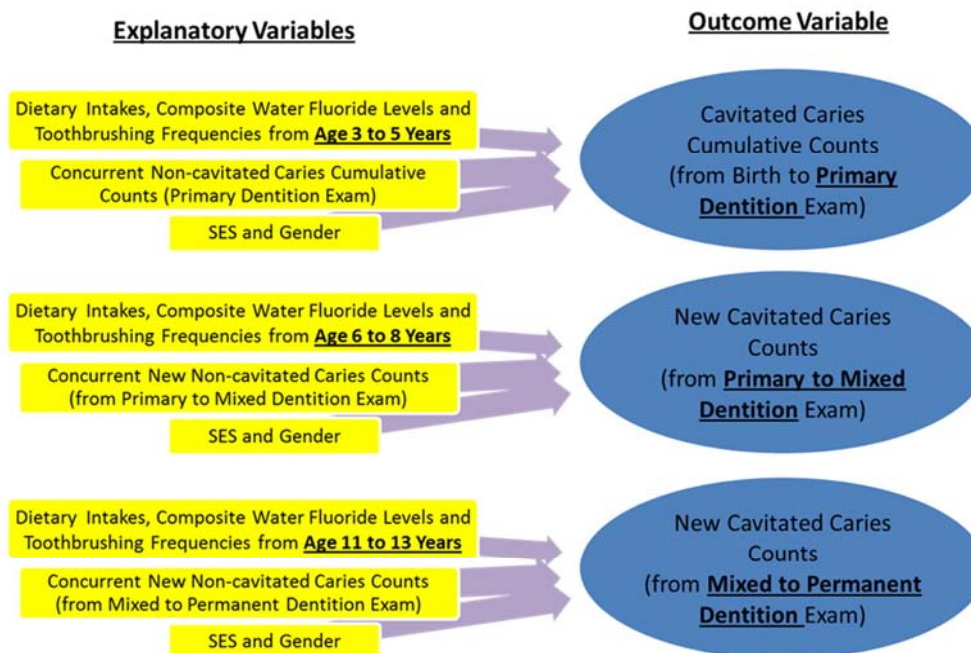 Explanatory Variables
Outcome Variable
Dietary Intakes, Composite Water Fluoride Levels and
Toothbrushing Frequencies from Age 3 to 5 Years
Concurrent Non-cavitated Caries Cumulative
Counts (Primary Dentition Exam)
SES and Gender
Cavitated Caries
Cumulative Counts
(from Birth to Primary
Dentition Exam)
Dietary Intakes, Composite Water Fluoride Levels and
Toothbrushing Frequencies from Age 6 to 8 Years
Concurrent New Non-cavitated Caries Counts
(from Primary to Mixed Dentition Exam)
SES and Gender
New Cavitated Caries
Counts
(from Primary to Mixed
Dentition Exam)
Dietary Intakes, Composite Water Fluoride Levels and
Toothbrushing Frequencies from Age 11 to 13 Years
Concurrent New Non-cavitated Caries Counts
(from Mixed to Permanent Dentition Exam)
SES and Gender
New Cavitated Caries
Counts
(from Mixed to Permanent
Dentition Exam)